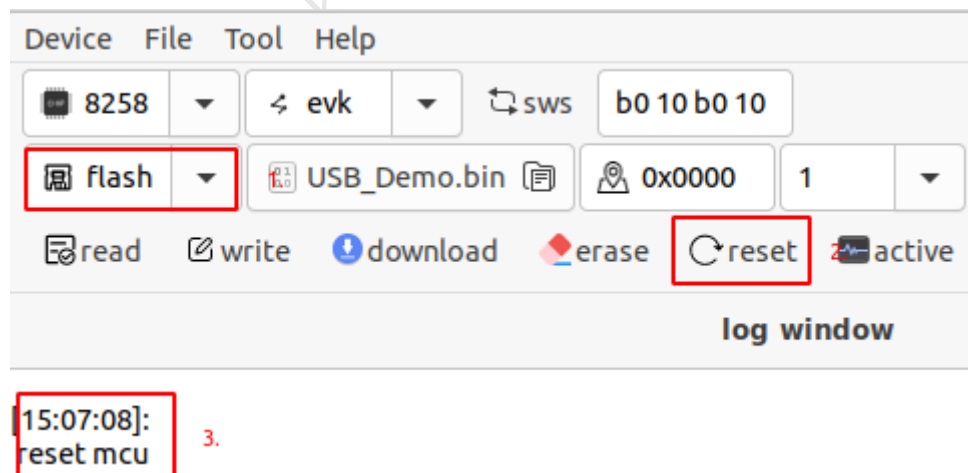 Device File Tool Help
8258 evk sws b0 10 b0 10
flash 1. USB_Demo.bin 0x0000 1
read write download erase reset 2. active
log window
[15:07:08]:
reset mcu
3.